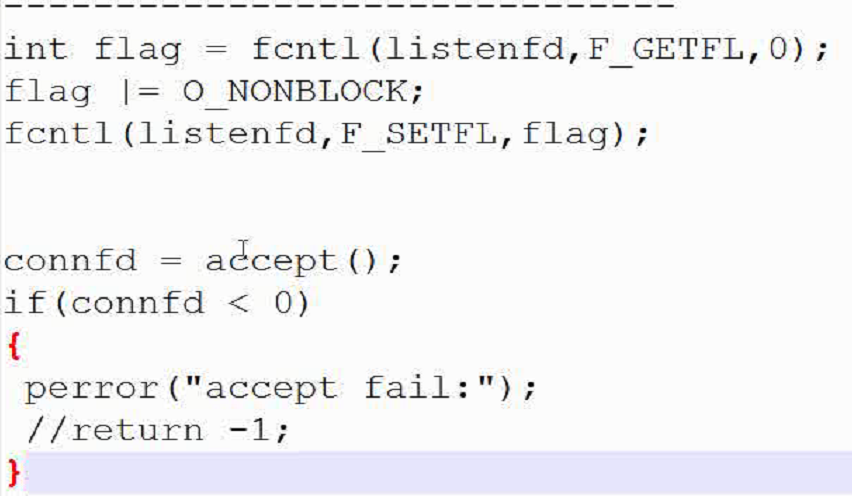 --------------------------------
int flag = fcntl(listenfd,F_GETFL,0);
flag |= O_NONBLOCK;
fcntl(listenfd,F_SETFL,flag);
connfd = accept();
if(connfd < 0)
{
perror("accept fail:");
//return -1;
}